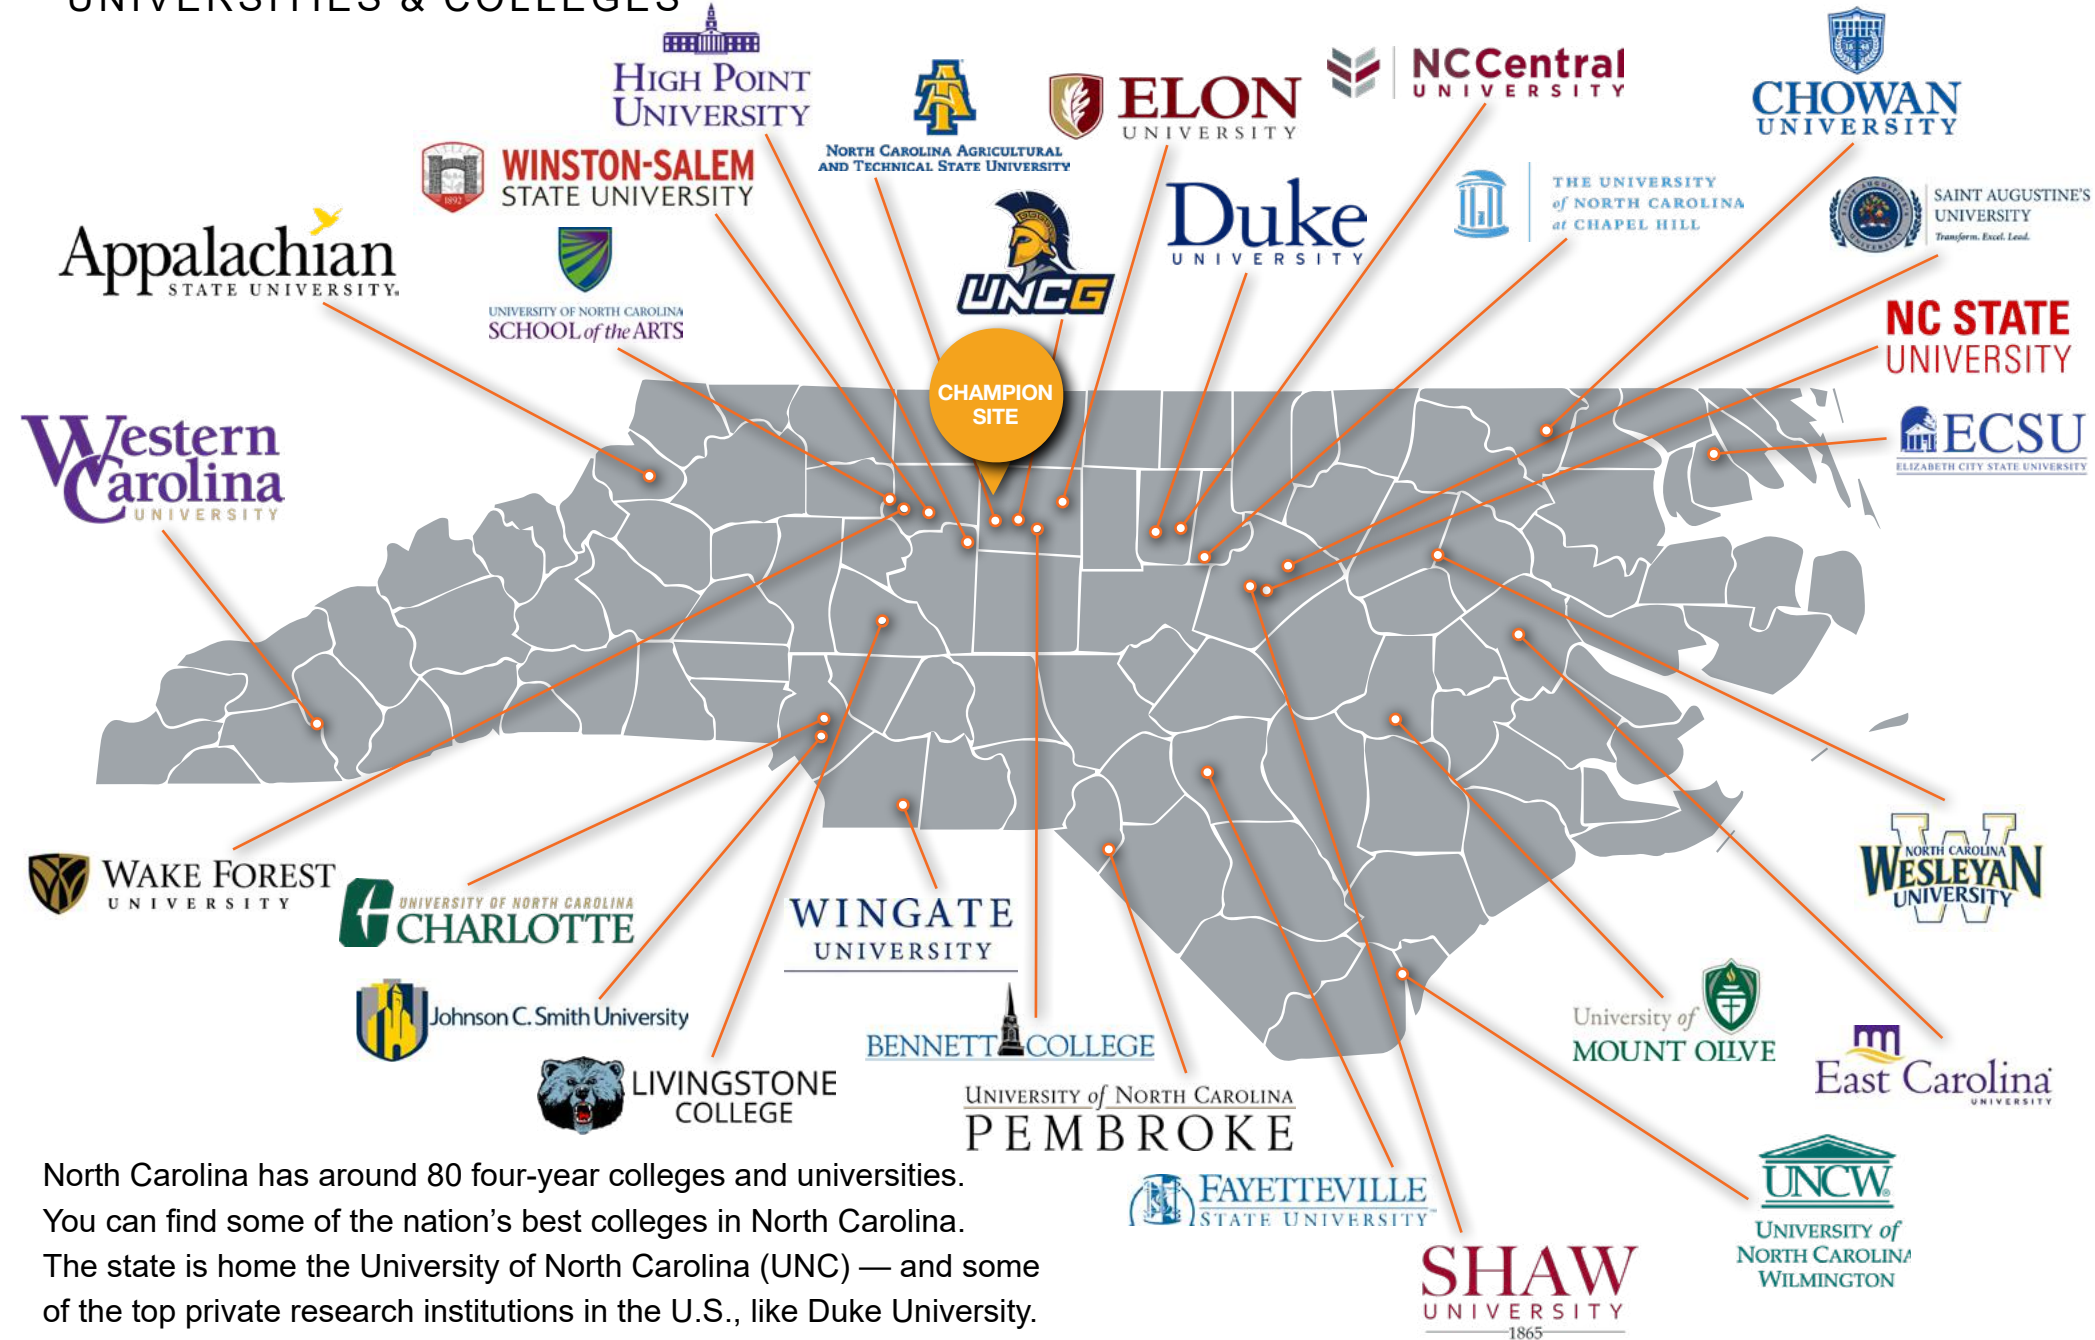 UNIVERSITIES & COLLEGES
HIGH POINT
UNIVERSITY
NORTH CAROLINA AGRICULTURAL
AND TECHNICAL STATE UNIVERSITY
ELON
UNIVERSITY
NCCentral
UNIVERSITY
CHOWAN
UNIVERSITY
1892
WINSTON-SALEM
STATE UNIVERSITY
Appalachian
STATE UNIVERSITY.
UNIVERSITY OF NORTH CAROLINA
SCHOOL of the ARTS
UNCG
Duke
UNIVERSITY
THE UNIVERSITY
of NORTH CAROLINA
at CHAPEL HILL
SAINT AUGUSTINE'S
UNIVERSITY
Transform. Excel. Lead.
NC STATE
UNIVERSITY
ECSU
ELIZABETH CITY STATE UNIVERSITY
CHAMPION
SITE
Western
Carolina
UNIVERSITY
WAKE FOREST
UNIVERSITY
UNIVERSITY OF NORTH CAROLINA
CHARLOTTE
WINGATE
UNIVERSITY
W
NORTH CAROLINA
WESLEYAN
UNIVERSITY
Johnson C. Smith University
BENNETT COLLEGE
LIVINGSTONE
COLLEGE
UNIVERSITY of NORTH CAROLINA
PEMBROKE
University of
MOUNT OLIVE
East Carolina
UNIVERSITY
FAYETTEVILLE
STATE UNIVERSITY
UNCW
UNIVERSITY of
NORTH CAROLINA
WILMINGTON
SHAW
UNIVERSITY
1865
North Carolina has around 80 four-year colleges and universities.
You can find some of the nation’s best colleges in North Carolina.
The state is home the University of North Carolina (UNC) — and some
of the top private research institutions in the U.S., like Duke University.